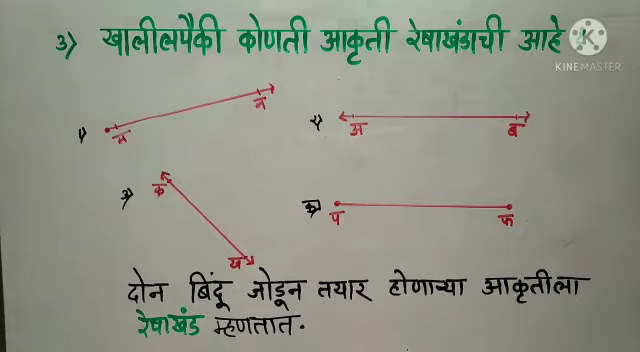 ३) खालीलपैकी कोणती आकृती रेषाखंडाची आहे ?
KINEMASTER
१) म न
२) अ ब
३) क ख
४) प फ
दोन बिंदू जोडून तयार होणाऱ्या आकृतीला
रेषाखंड म्हणतात.